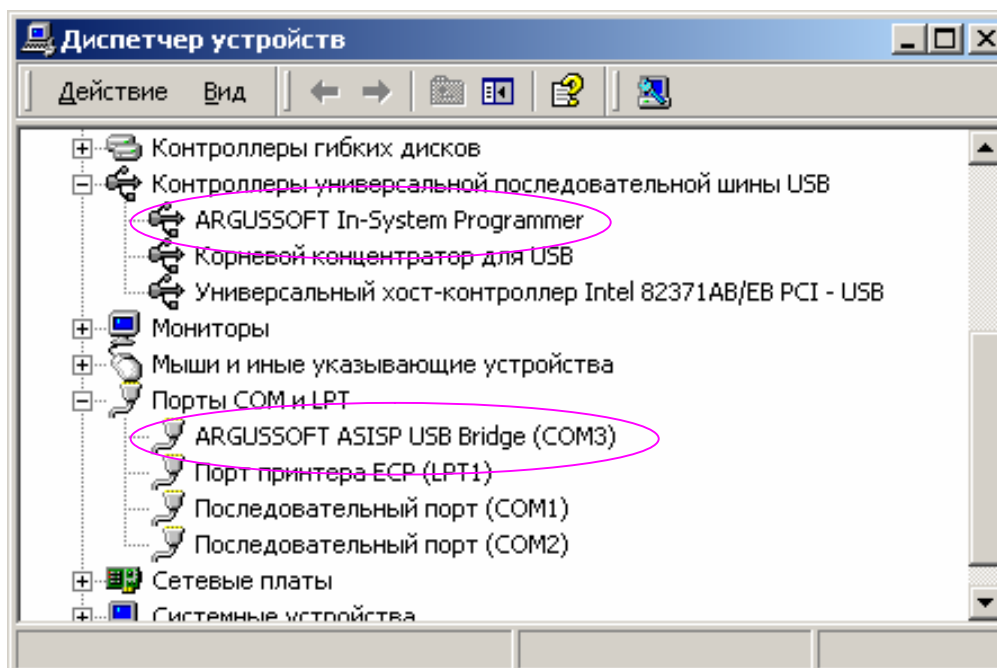 Диспетчер устройств
Действие Вид
Контроллеры гибких дисков
Контроллеры универсальной последовательной шины USB
ARGUSSOFT In-System Programmer
Корневой концентратор для USB
Универсальный хост-контроллер Intel 82371AB/EB PCI - USB
Мониторы
Мыши и иные указывающие устройства
Порты COM и LPT
ARGUSSOFT ASISP USB Bridge (COM3)
Порт принтера ECP (LPT1)
Последовательный порт (COM1)
Последовательный порт (COM2)
Сетевые платы
Системные устройства